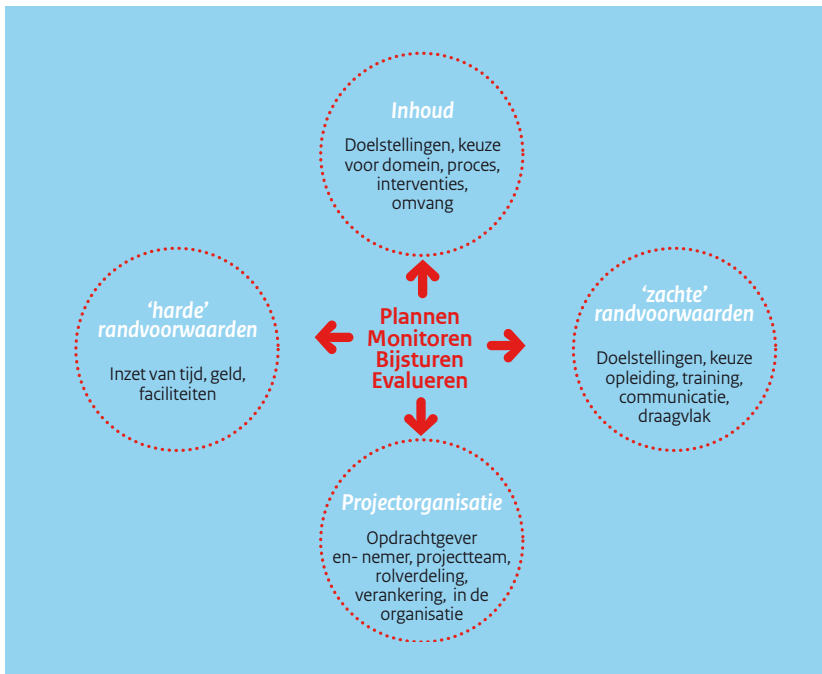 Inhoud
Doelstellingen, keuze
voor domein, proces,
interventies,
omvang
‘harde’
randvoorwaarden
Inzet van tijd, geld,
faciliteiten
Plannen
Monitoren
Bijsturen
Evalueren
‘zachte’
randvoorwaarden
Doelstellingen, keuze
opleiding, training,
communicatie,
draagvlak
Projectorganisatie
Opdrachtgever
en- nemer, projectteam,
rolverdeling,
verankering, in de
organisatie